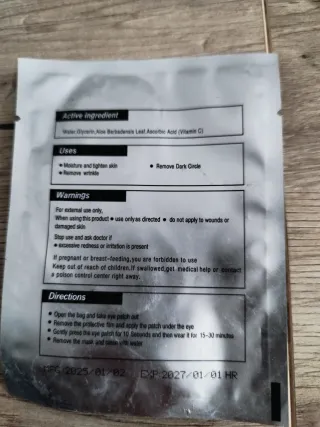 Active Ingredient
Water, Glycerin, Aloe Barbadensis Leaf, Ascorbic Acid (Vitamin C)
Uses
Moisture and tighten skin
● Remove Dark Circle
Remove wrinkle
Warnings
For external use only,
When using this product ● use only as directed ● do not apply to wounds or
damaged skin
Stop use and ask doctor if
● excessive redness or irritation is present
If pregnant or breast-feeding, you are forbidden to use
Keep out of reach of children. If swallowed, get medical help or contact
a poison control center right away.
Directions
● Open the bag and take eye patch out
● Remove the protective film and apply the patch under the eye
● Gently press the eye patch for 10 Seconds and then wear it for 15-30 minutes
● Remove the mask and with water
2025/01/02 EXP:2027/01/01 HR